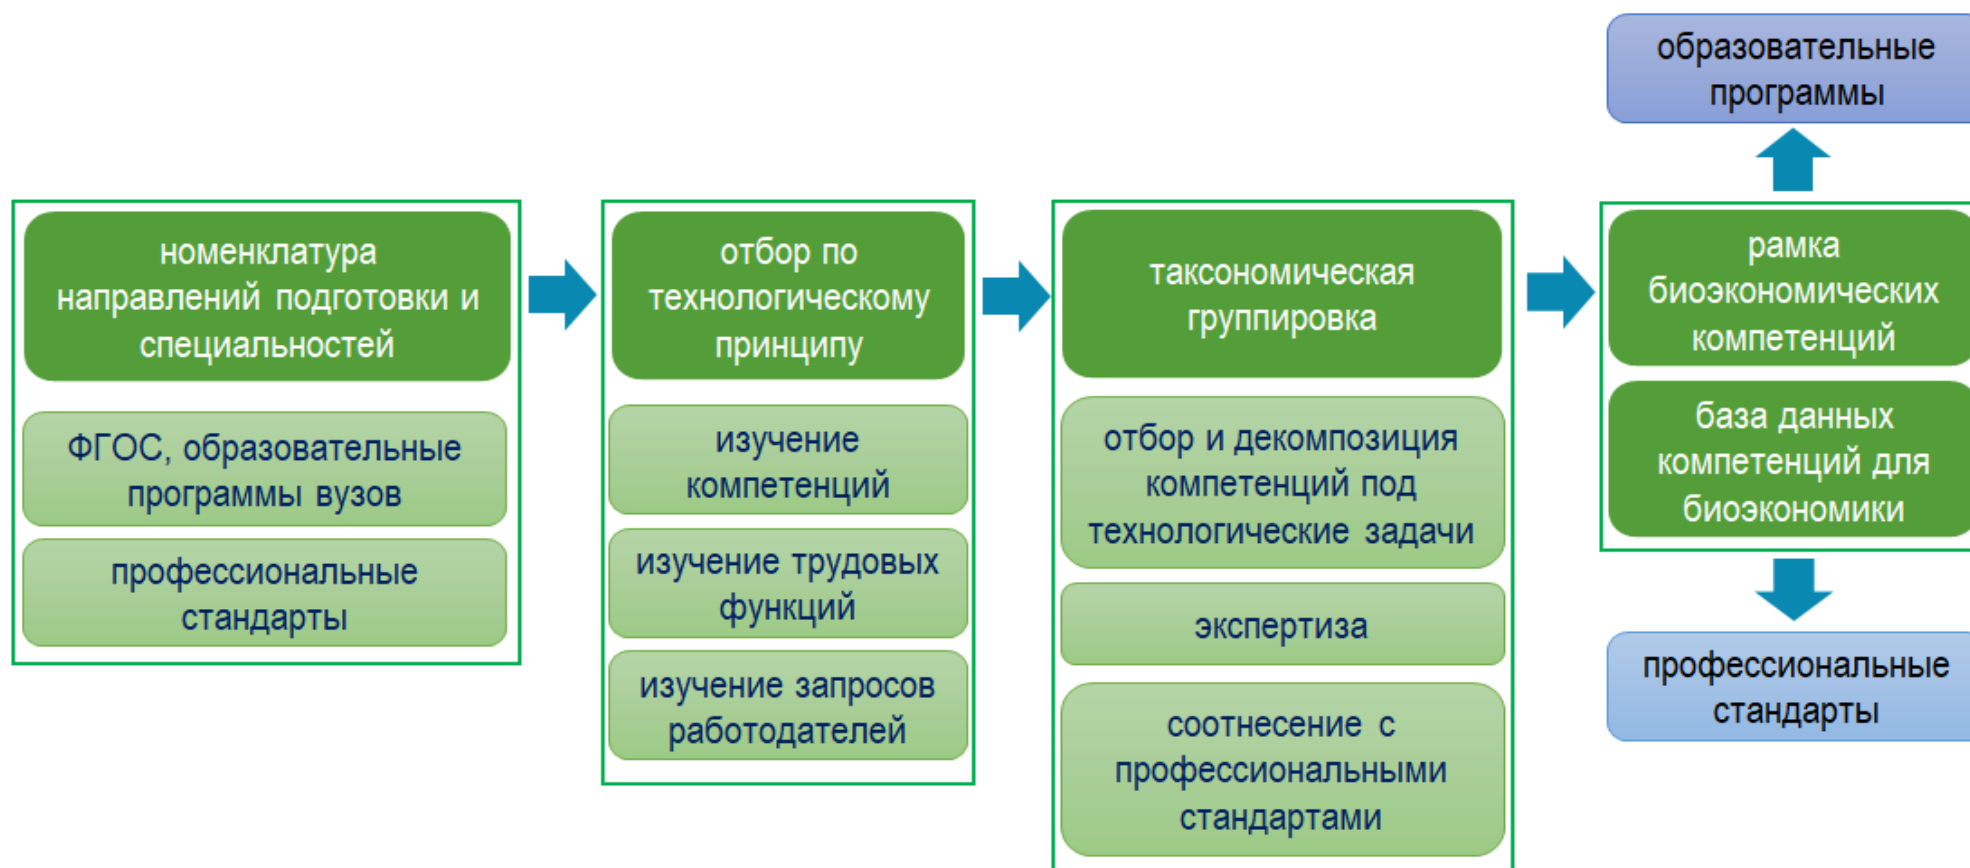 образовательные
программы
номенклатура
направлений подготовки и
специальностей
ФГОС, образовательные
программы вузов
профессиональные
стандарты
отбор по
технологическому
принципу
изучение
компетенций
изучение трудовых
функций
изучение запросов
работодателей
таксономическая
группировка
отбор и декомпозиция
компетенций под
технологические задачи
экспертиза
соотнесение с
профессиональными
стандартами
рамка
биоэкономических
компетенций
база данных
компетенций для
биоэкономики
профессиональные
стандарты